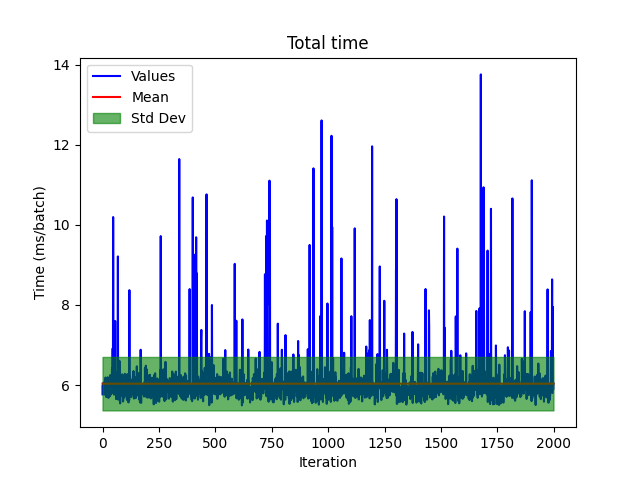 Total time
Values
Mean
Std Dev
Time (ms/batch)
14
12
10
8
6
0 250 500 750 1000 1250 1500 1750 2000
Iteration